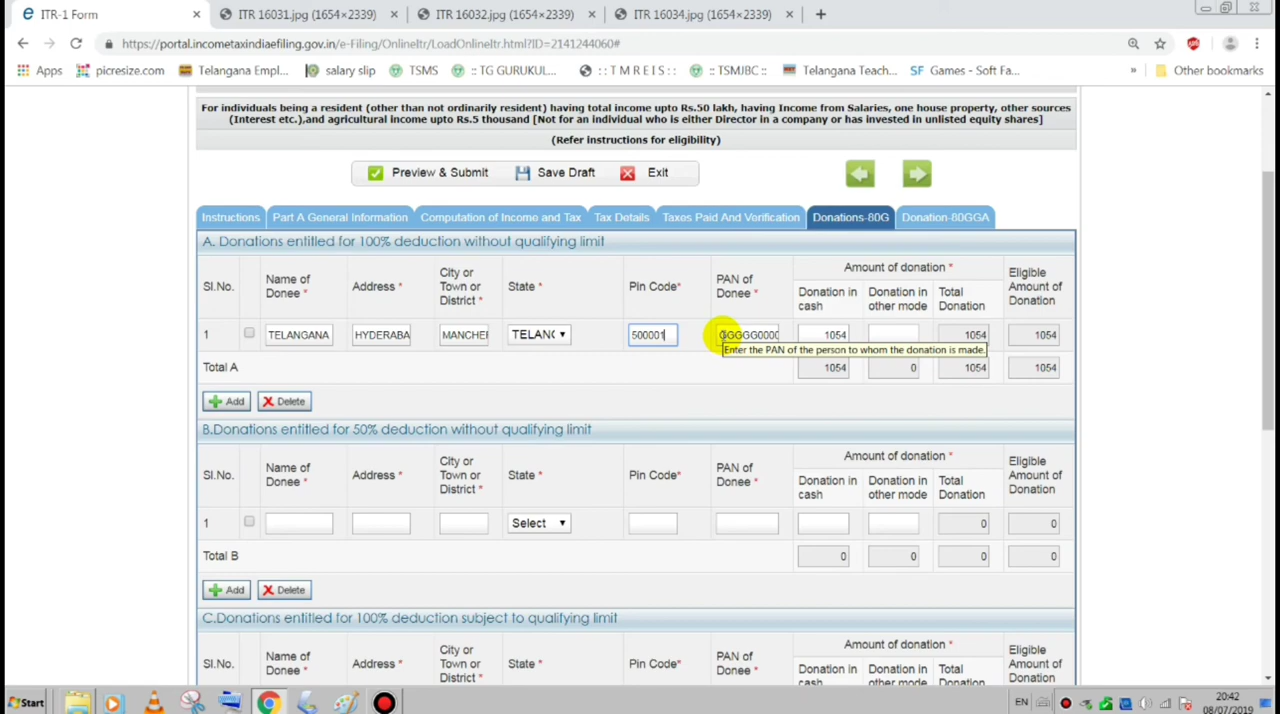 ITR-1 Form
ITR 16031.jpg (1654×2339)
ITR 16032.jpg (1654×2339)
ITR 16034.jpg (1654×2339)
https://portal.incometaxindiaefiling.gov.in/e-Filing/OnlineItr/LoadOnlineItr.html?ID=2141244060#
Apps picresize.com Telangana Empl... salary slip TSMS :: TG GURUKUL... : : T M R E I S : : :: TSMJBC :: Telangana Teach... SF Games - Soft Fa... » Other bookmarks
For individuals being a resident (other than not ordinarily resident) having total income upto Rs.50 lakh, having Income from Salaries, one house property, other sources
(Interest etc.),and agricultural income upto Rs.5 thousand [Not for an individual who is either Director in a company or has invested in unlisted equity shares]
(Refer instructions for eligibility)
Preview & Submit Save Draft Exit
Instructions Part A General Information Computation of Income and Tax Tax Details Taxes Paid And Verification Donations-80G Donation-80GGA
A. Donations entitled for 100% deduction without qualifying limit
Sl.No. Name of Donee * Address * City or Town or District * State * Pin Code* PAN of Donee * Amount of donation * Donation in cash Donation in other mode Total Donation Eligible Amount of Donation
1 TELANGANA HYDERABA MANCHEI TELAN( 500001 GGGGG0000 1054 1054 1054
Enter the PAN of the person to whom the donation is made.
Total A 1054 0 1054 1054
Add Delete
B.Donations entitled for 50% deduction without qualifying limit
Sl.No. Name of Donee * Address * City or Town or District * State * Pin Code* PAN of Donee * Amount of donation * Donation in cash Donation in other mode Total Donation Eligible Amount of Donation
1 Select 0 0
Total B 0 0 0 0
Add Delete
C.Donations entitled for 100% deduction subject to qualifying limit
Sl.No. Name of Donee * Address * City or Town or District * State * Pin Code* PAN of Donee * Amount of donation * Donation in cash Donation in other mode Total Donation Eligible Amount of Donation
Start EN 20:42
08/07/2019